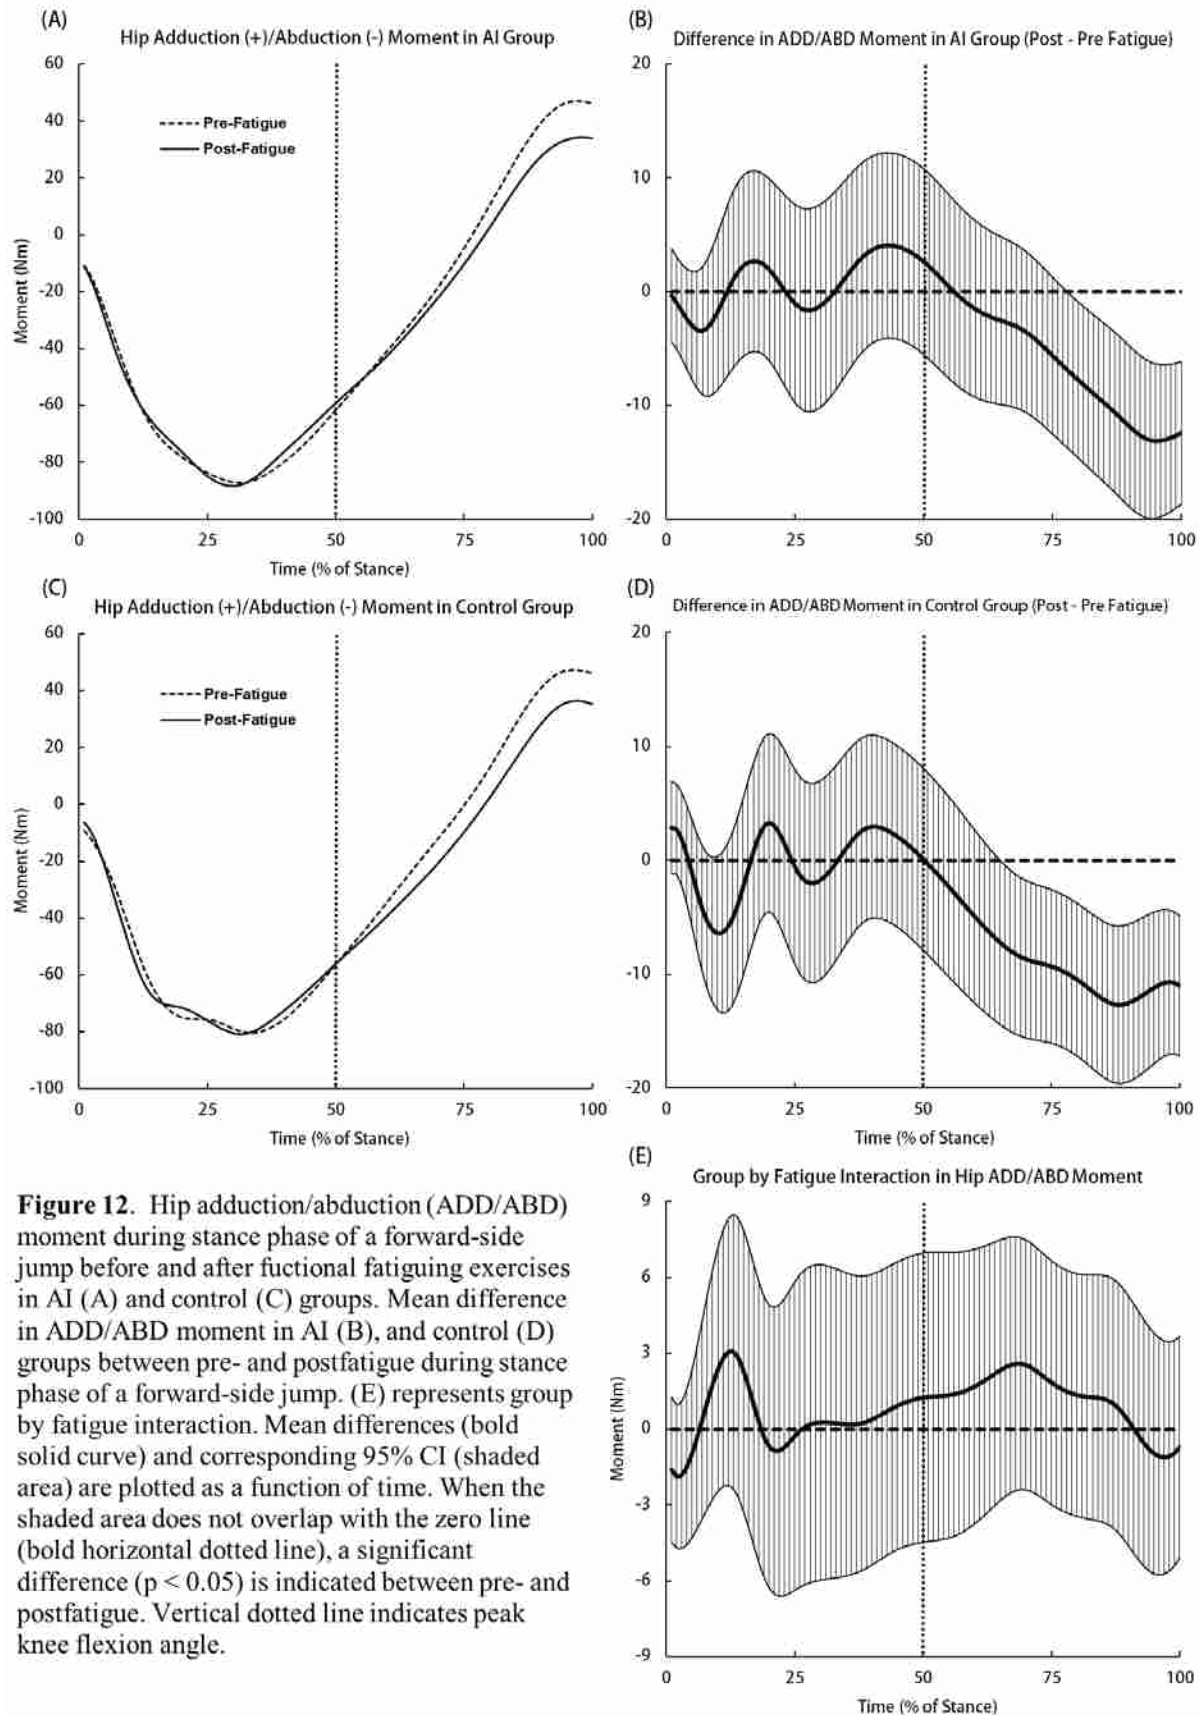 (A)
Hip Adduction (+)/Abduction (-) Moment in AI Group
60
40
20
0
-20
-40
-60
-80
-100
Moment (Nm)
Pre-Fatigue
Post-Fatigue
0 25 50 75 100
Time (% of Stance)
(B)
Difference in ADD/ABD Moment in AI Group (Post - Pre Fatigue)
20
10
0
-10
-20
0 25 50 75 100
(C)
Hip Adduction (+)/Abduction (-) Moment in Control Group
60
40
20
0
-20
-40
-60
-80
-100
Moment (Nm)
Pre-Fatigue
Post-Fatigue
0 25 50 75 100
Time (% of Stance)
(D)
Difference in ADD/ABD Moment in Control Group (Post - Pre Fatigue)
20
10
0
-10
-20
0 25 50 75 100
Time (% of Stance)
(E)
Group by Fatigue Interaction in Hip ADD/ABD Moment
9
6
3
0
-3
-6
-9
Moment (Nm)
0 25 50 75 100
Time (% of Stance)
Figure 12. Hip adduction/abduction (ADD/ABD)
moment during stance phase of a forward-side
jump before and after fuctional fatiguing exercises
in AI (A) and control (C) groups. Mean difference
in ADD/ABD moment in AI (B), and control (D)
groups between pre- and postfatigue during stance
phase of a forward-side jump. (E) represents group
by fatigue interaction. Mean differences (bold
solid curve) and corresponding 95% CI (shaded
area) are plotted as a function of time. When the
shaded area does not overlap with the zero line
(bold horizontal dotted line), a significant
difference (p < 0.05) is indicated between pre- and
postfatigue. Vertical dotted line indicates peak
knee flexion angle.